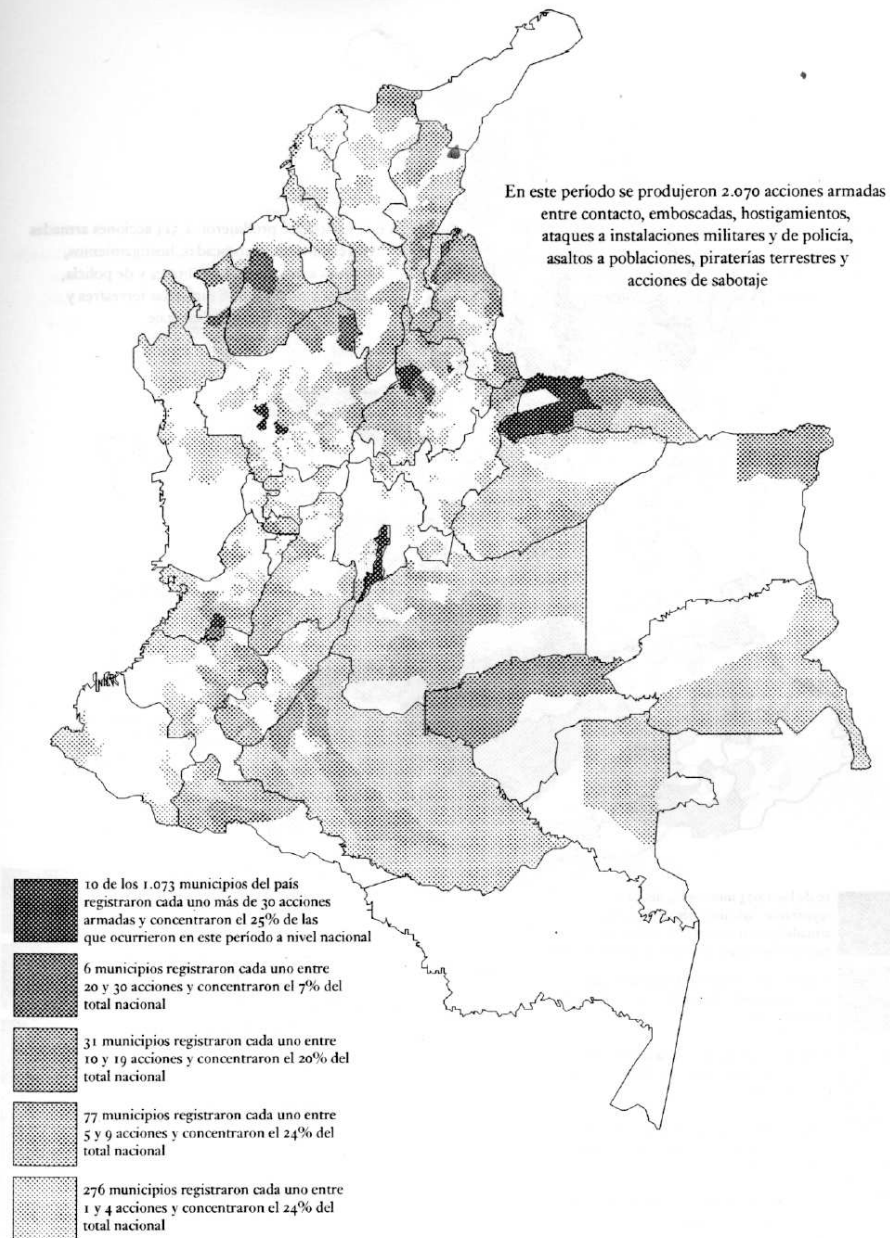 En este período se produjeron 2.070 acciones armadas
entre contacto, emboscadas, hostigamientos,
ataques a instalaciones militares y de policía,
asaltos a poblaciones, piraterías terrestres y
acciones de sabotaje
10 de los 1.073 municipios del país
registraron cada uno más de 30 acciones
armadas y concentraron el 25% de las
que ocurrieron en este período a nivel nacional
6 municipios registraron cada uno entre
20 y 30 acciones y concentraron el 7% del
total nacional
31 municipios registraron cada uno entre
10 y 19 acciones y concentraron el 20% del
total nacional
77 municipios registraron cada uno entre
5 y 9 acciones y concentraron el 24% del
total nacional
276 municipios registraron cada uno entre
1 y 4 acciones y concentraron el 24% del
total nacional